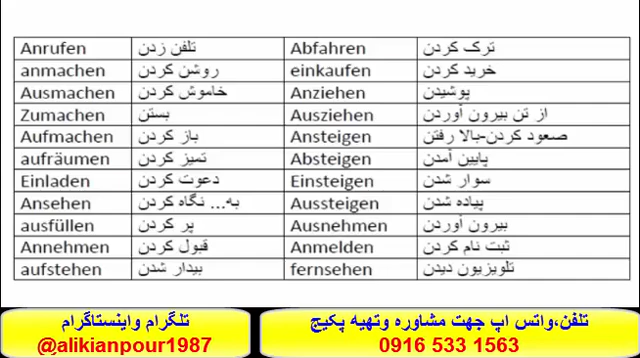 Anrufen تلفن زدن Abfahren ترک کردن
anmachen روشن کردن einkaufen خرید کردن
Ausmachen خاموش کردن Anziehen پوشیدن
Zumachen بستن Ausziehen از تن بیرون آوردن
Aufmachen باز کردن Ansteigen صعود کردن-بالا رفتن
aufräumen تمیز کردن Absteigen پایین آمدن
Einladen دعوت کردن Einsteigen سوار شدن
Ansehen به... نگاه کردن Aussteigen پیاده شدن
ausfüllen پر کردن Ausnehmen بیرون آوردن
Annehmen قبول کردن Anmelden ثبت نام کردن
aufstehen بیدار شدن fernsehen تلویزیون دیدن
تلگرام واینستاگرام
@alikianpour1987
تلفن،واتس اپ جهت مشاوره وتهیه پکیج
0916 533 1563